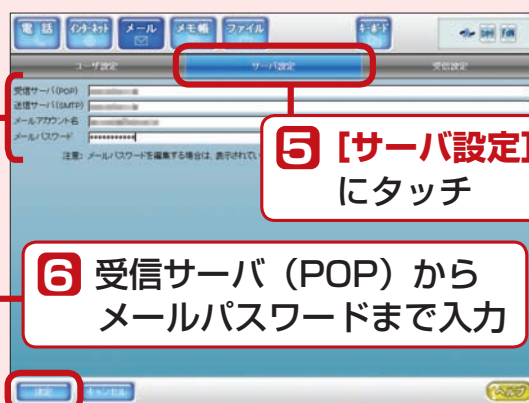 電話 インターネット メール メモ帳 ファイル キーボード
ユーザ設定 サーバ設定 受信設定
受信サーバ(POP)
送信サーバ(SMTP)
メールアカウント名
メールパスワード ***********
注意: メールパスワードを編集する場合は、表示されてい
5 [サーバ設定]
にタッチ
6 受信サーバ（POP）から
メールパスワードまで入力
設定 キャンセル ヘルプ